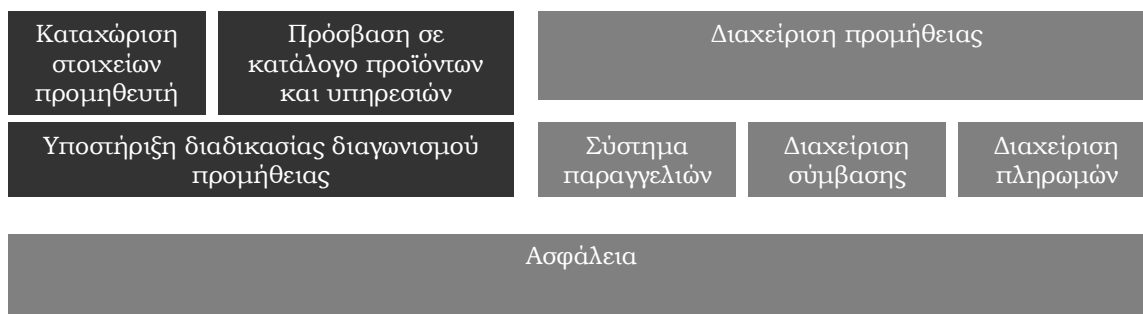 Καταχώριση
στοιχείων
προμηθευτή
Πρόσβαση σε
κατάλογο προϊόντων
και υπηρεσιών
Διαχείριση προμήθειας
Υποστήριξη διαδικασίας διαγωνισμού
προμήθειας
Σύστημα
παραγγελιών
Διαχείριση
σύμβασης
Διαχείριση
πληρωμών
Ασφάλεια